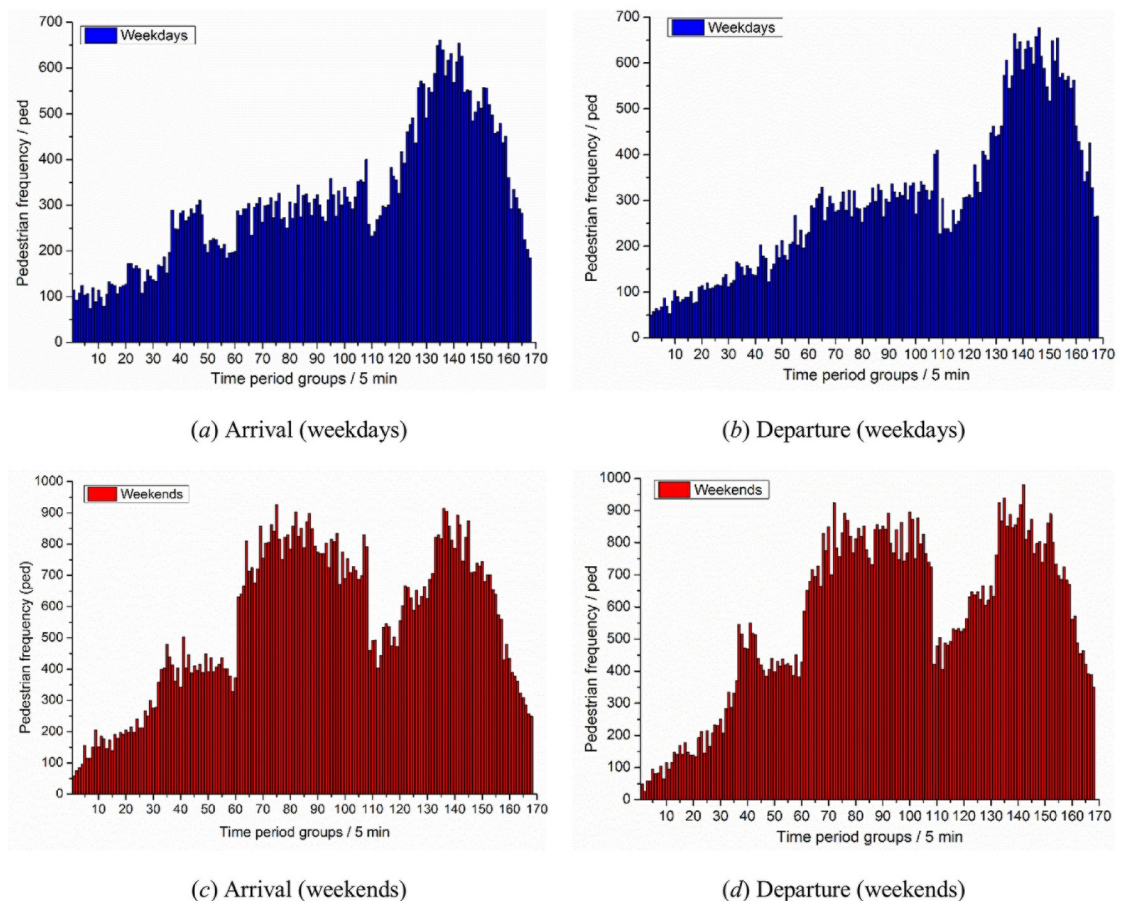 Weekdays
Pedestrian frequency / ped
700
600
500
400
300
200
100
0
10 20 30 40 50 60 70 80 90 100 110 120 130 140 150 160 170
Time period groups / 5 min
(a) Arrival (weekdays)
Weekdays
Pedestrian frequency / ped
700
600
500
400
300
200
100
0
10 20 30 40 50 60 70 80 90 100 110 120 130 140 150 160 170
Time period groups / 5 min
(b) Departure (weekdays)
Weekends
Pedestrian frequency (ped)
1000
900
800
700
600
500
400
300
200
100
0
10 20 30 40 50 60 70 80 90 100 110 120 130 140 150 160 170
Time period groups / 5 min
(c) Arrival (weekends)
Weekends
Pedestrian frequency / ped
1000
900
800
700
600
500
400
300
200
100
0
10 20 30 40 50 60 70 80 90 100 110 120 130 140 150 160 170
Time period groups / 5 min
(d) Departure (weekends)